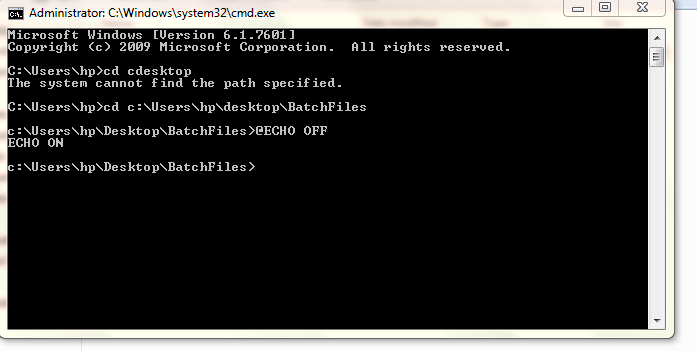 Administrator: C:\Windows\system32\cmd.exe
Microsoft Windows [Version 6.1.7601]
Copyright (c) 2009 Microsoft Corporation.  All rights reserved.
C:\Users\hp>cd cdesktop
The system cannot find the path specified.
C:\Users\hp>cd c:\Users\hp\desktop\BatchFiles
c:\Users\hp\Desktop\BatchFiles>@ECHO OFF
ECHO ON
c:\Users\hp\Desktop\BatchFiles>